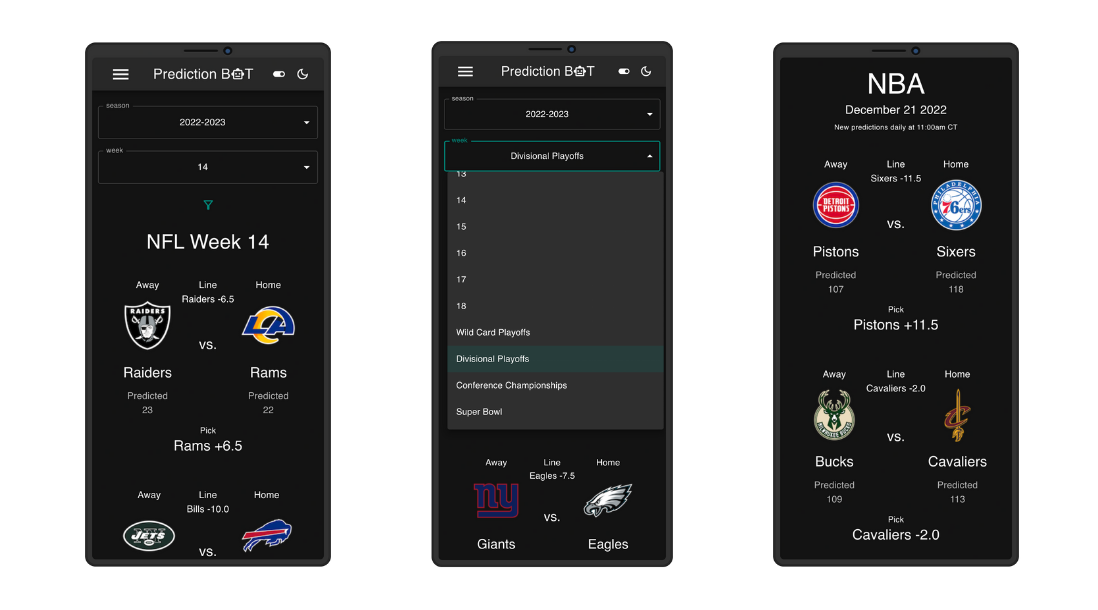 Prediction BOT
season
2022-2023
week
14
NFL Week 14
Away Line Home
Raiders -6.5
RAIDERS
vs.
Raiders Rams
Predicted Predicted
23 22
Pick
Rams +6.5
Away Line Home
Bills -10.0
JETS
vs.
Prediction BOT
season
2022-2023
week
Divisional Playoffs
13
14
15
16
17
18
Wild Card Playoffs
Divisional Playoffs
Conference Championships
Super Bowl
Away Line Home
Eagles -7.5
ny
vs.
Giants Eagles
NBA
December 21 2022
New predictions daily at 11:00am CT
Away Line Home
Sixers -11.5
DETROIT
PISTONS
PHILADELPHIA
76ers
vs.
Pistons Sixers
Predicted Predicted
107 118
Pick
Pistons +11.5
Away Line Home
Cavaliers -2.0
MILWAUKEE BUCKS
C
vs.
Bucks Cavaliers
Predicted Predicted
109 113
Pick
Cavaliers -2.0